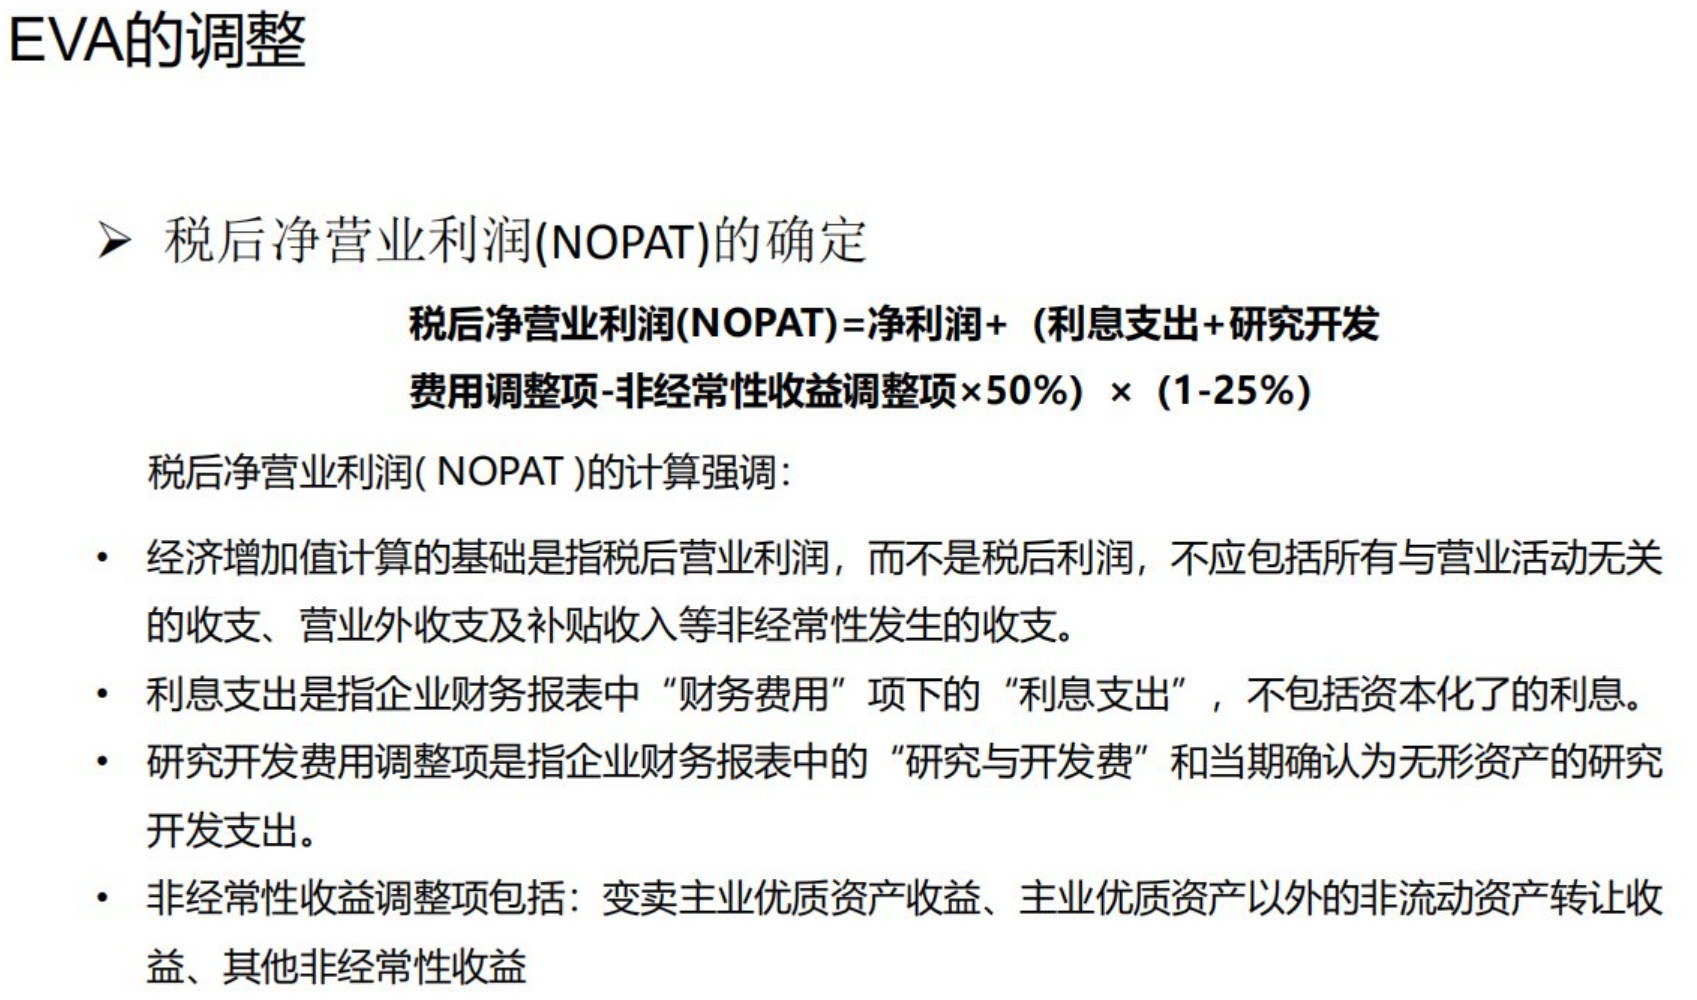 EVA的调整
➢ 税后净营业利润(NOPAT)的确定
税后净营业利润(NOPAT)=净利润+（利息支出+研究开发
费用调整项-非经常性收益调整项×50%）×（1-25%）
税后净营业利润( NOPAT )的计算强调：
• 经济增加值计算的基础是指税后营业利润，而不是税后利润，不应包括所有与营业活动无关
的收支、营业外收支及补贴收入等非经常性发生的收支。
• 利息支出是指企业财务报表中“财务费用”项下的“利息支出”，不包括资本化了的利息。
• 研究开发费用调整项是指企业财务报表中的“研究与开发费”和当期确认为无形资产的研究
开发支出。
• 非经常性收益调整项包括：变卖主业优质资产收益、主业优质资产以外的非流动资产转让收
益、其他非经常性收益